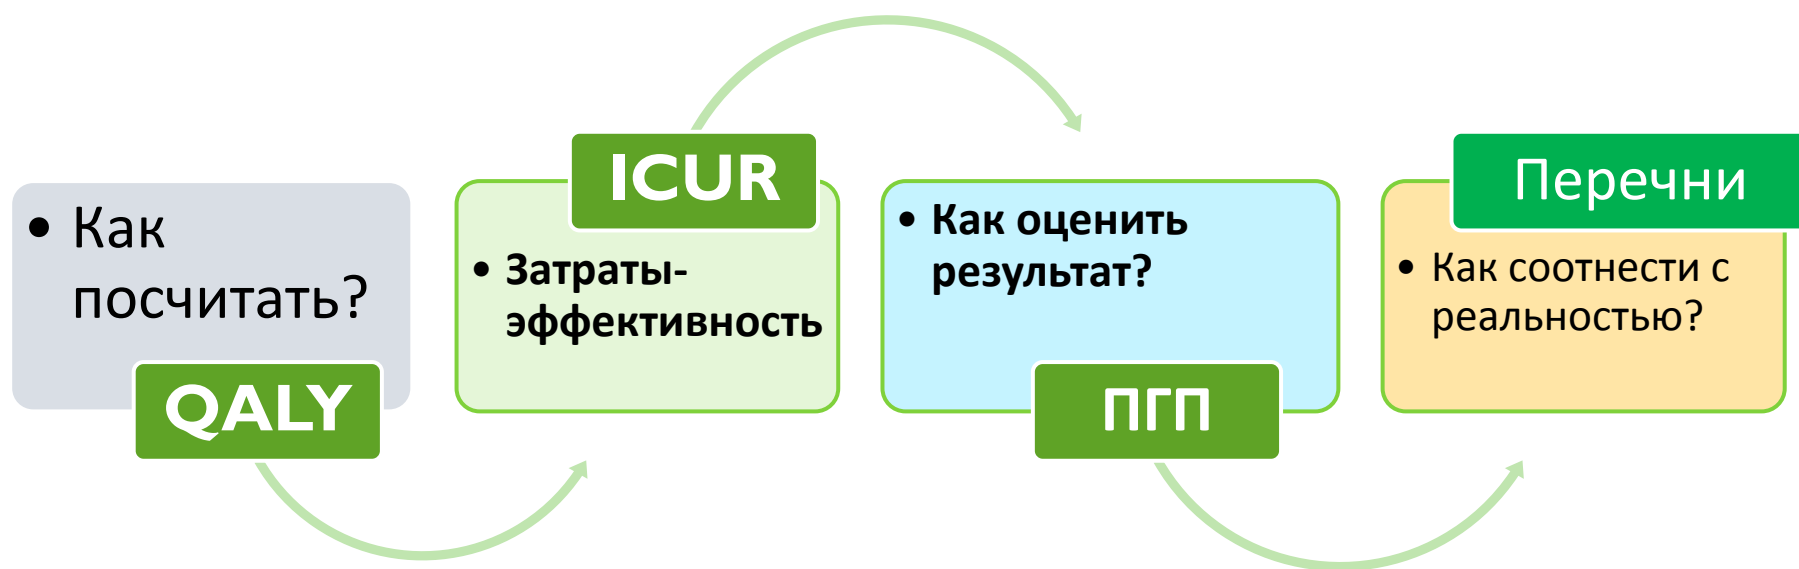 • Как
посчитать?
QALY
ICUR
• Затраты-
эффективность
• Как оценить
результат?
ПГП
Перечни
• Как соотнести с
реальностью?